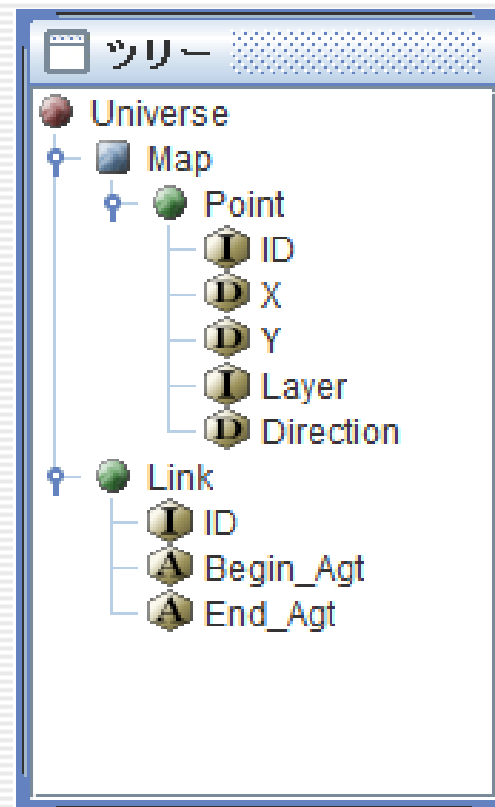 ツリー
Universe
Map
Point
I ID
D X
D Y
I Layer
D Direction
Link
I ID
A Begin_Agt
A End_Agt